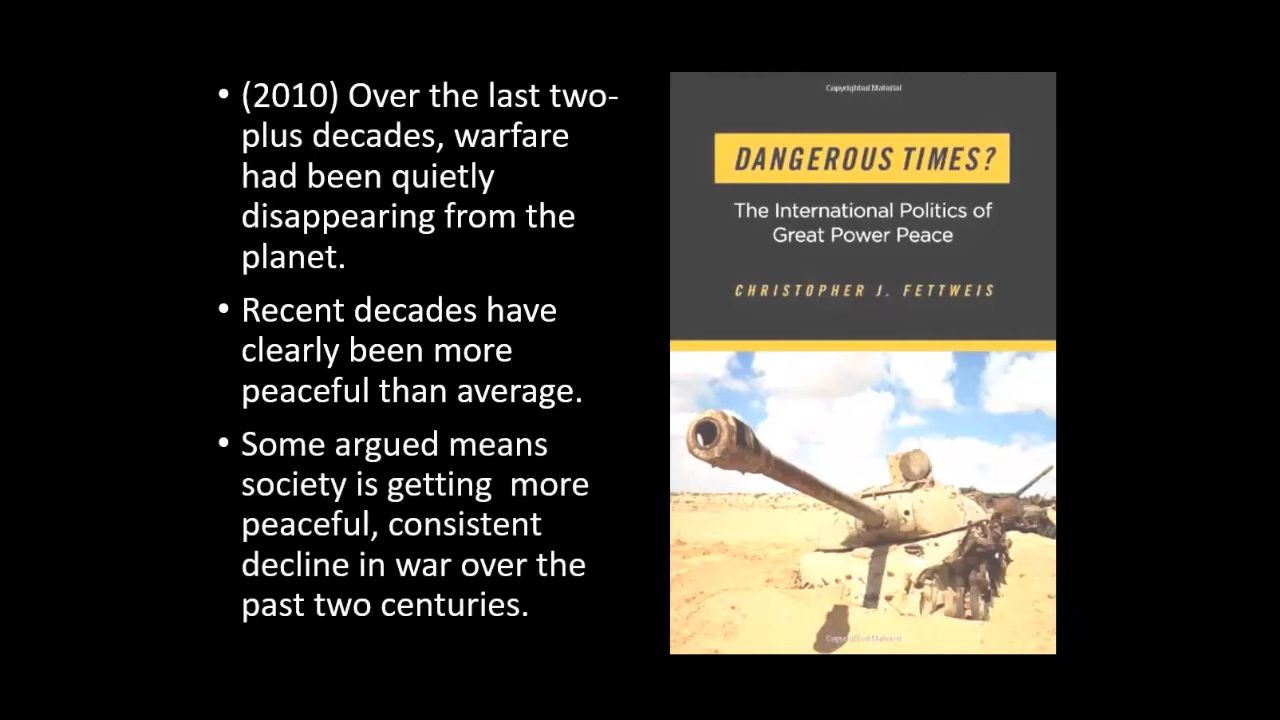 • (2010) Over the last two-
plus decades, warfare
had been quietly
disappearing from the
planet.
• Recent decades have
clearly been more
peaceful than average.
• Some argued means
society is getting  more
peaceful, consistent
decline in war over the
past two centuries.
Copyrighted Material
DANGEROUS TIMES?
The International Politics of
Great Power Peace
CHRISTOPHER J. FETTWEIS
Copyrighted Material